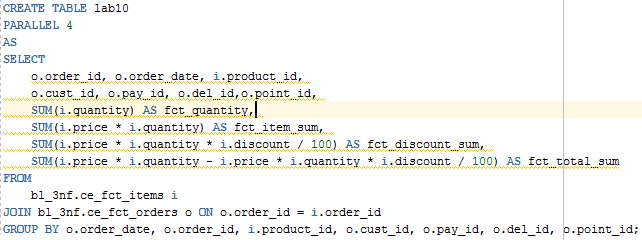 CREATE TABLE lab10
PARALLEL 4
AS
SELECT
o.order_id, o.order_date, i.product_id,
o.cust_id, o.pay_id, o.del_id,o.point_id,
SUM(i.quantity) AS fct_quantity,
SUM(i.price * i.quantity) AS fct_item_sum,
SUM(i.price * i.quantity * i.discount / 100) AS fct_discount_sum,
SUM(i.price * i.quantity - i.price * i.quantity * i.discount / 100) AS fct_total_sum
FROM
bl_3nf.ce_fct_items i
JOIN bl_3nf.ce_fct_orders o ON o.order_id = i.order_id
GROUP BY o.order_date, o.order_id, i.product_id, o.cust_id, o.pay_id, o.del_id, o.point_id;